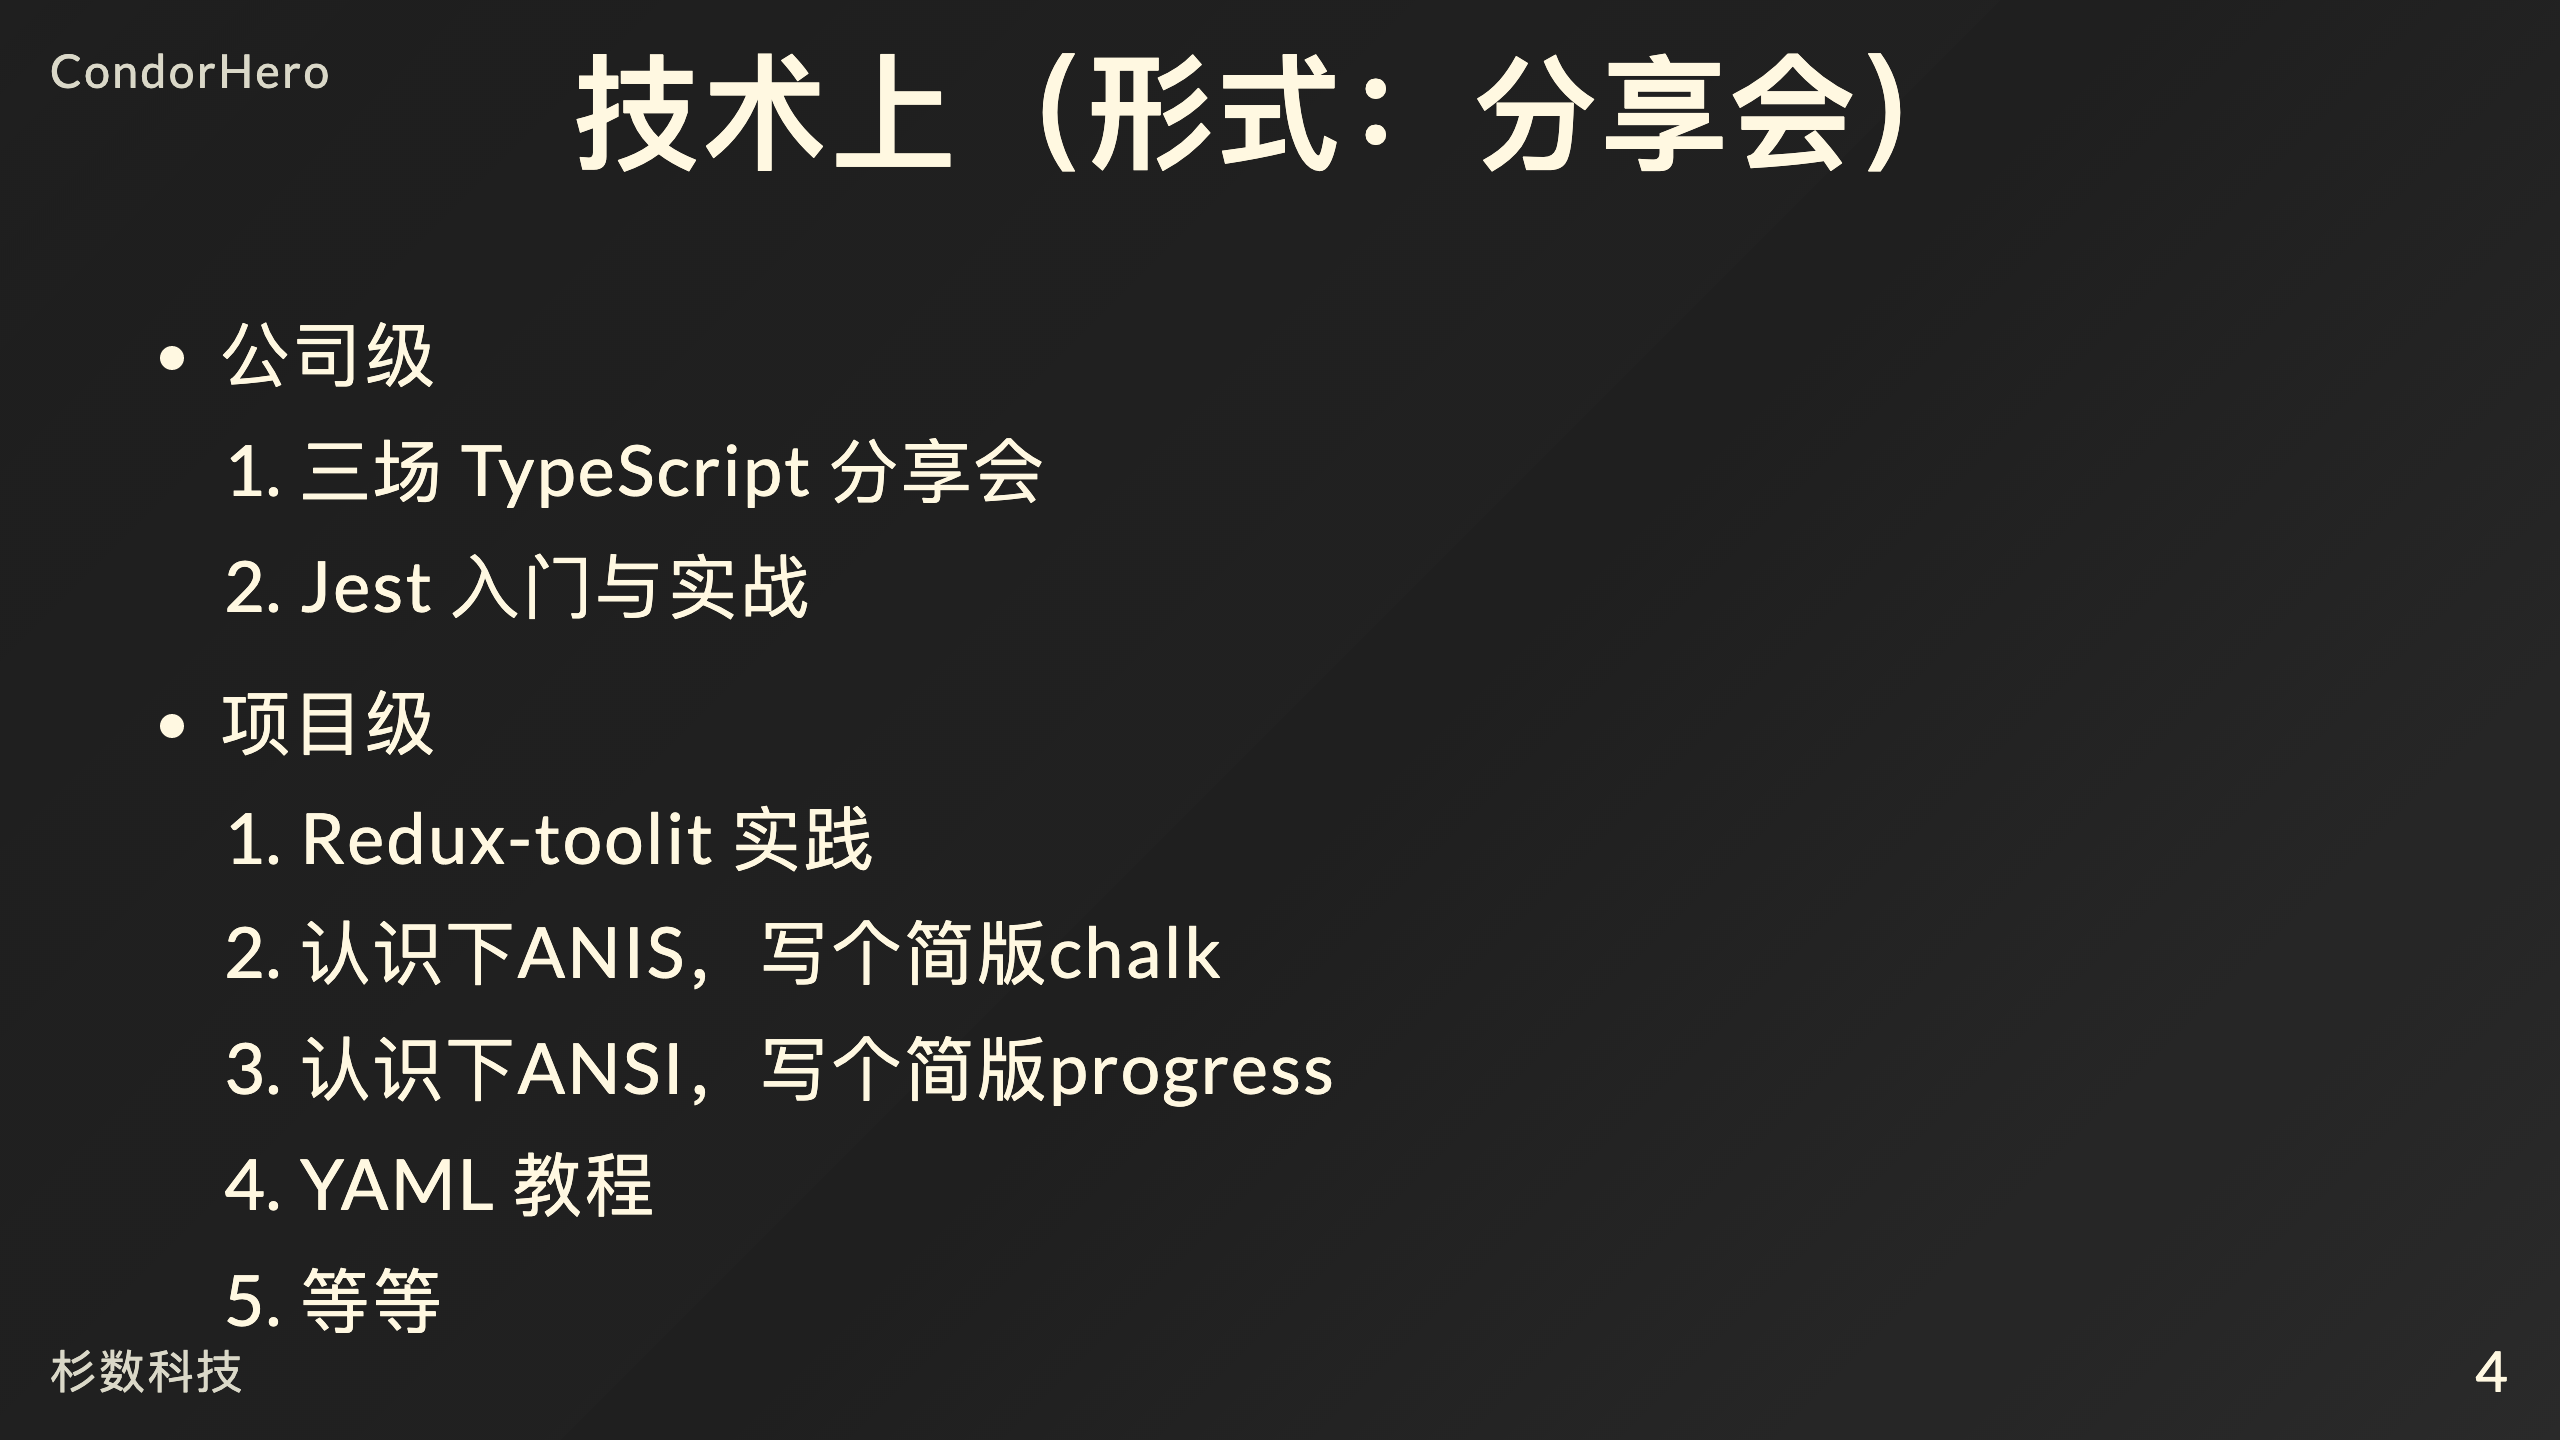 CondorHero
技术上（形式：分享会）
• 公司级
1. 三场 TypeScript 分享会
2. Jest 入门与实战
• 项目级
1. Redux-toolit 实践
2. 认识下ANIS，写个简版chalk
3. 认识下ANSI，写个简版progress
4. YAML 教程
5. 等等
杉数科技
4